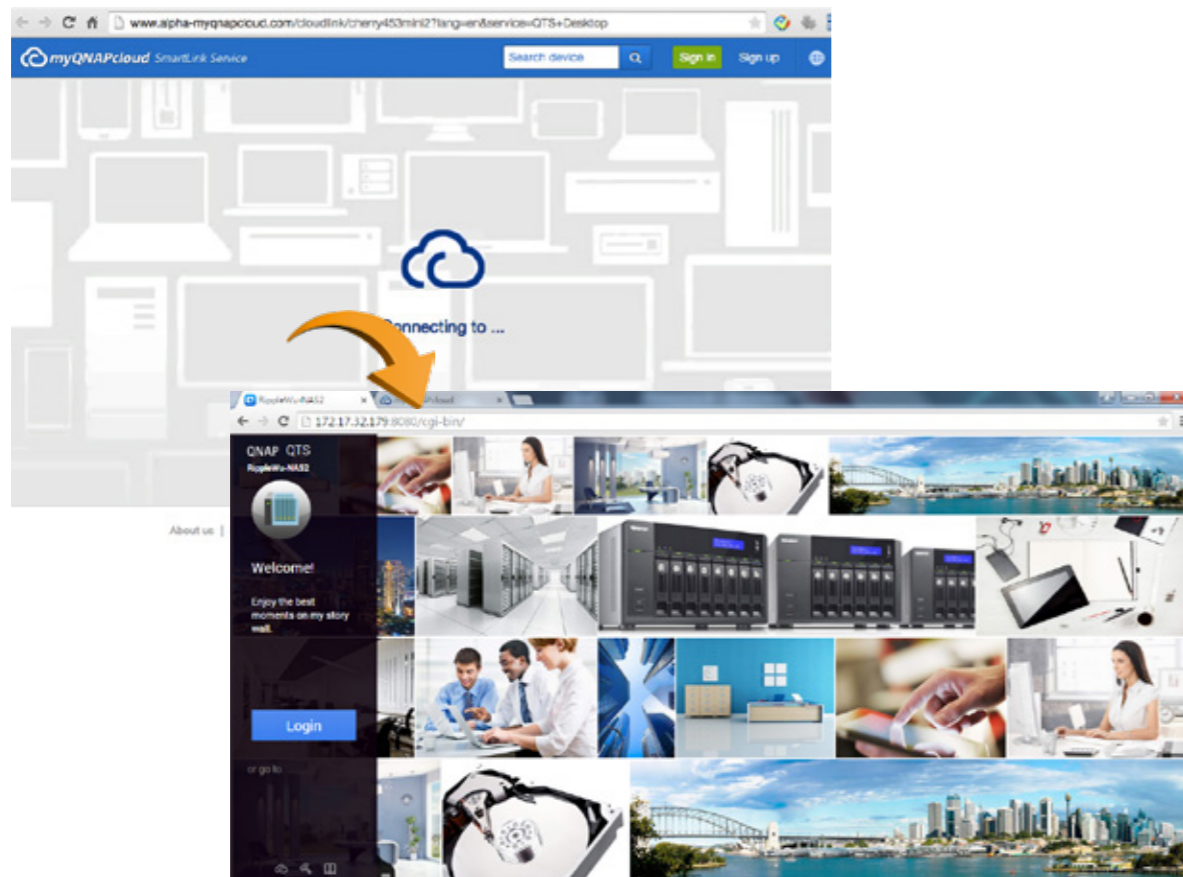 www.alpha-myqnapcloud.com/cloudlink/cherry453mini2?lang=en&service=QTS+Desktop
myQNAPcloud SmartLink Service
Search device
Sign in
Sign up
Connecting to ...
About us |
RippleWu-NAS2
172.17.32.179:8080/cgi-bin/
QNAP QTS
RippleWu-NAS2
Welcome!
Enjoy the best
moments on my story
wall.
Login
or go to